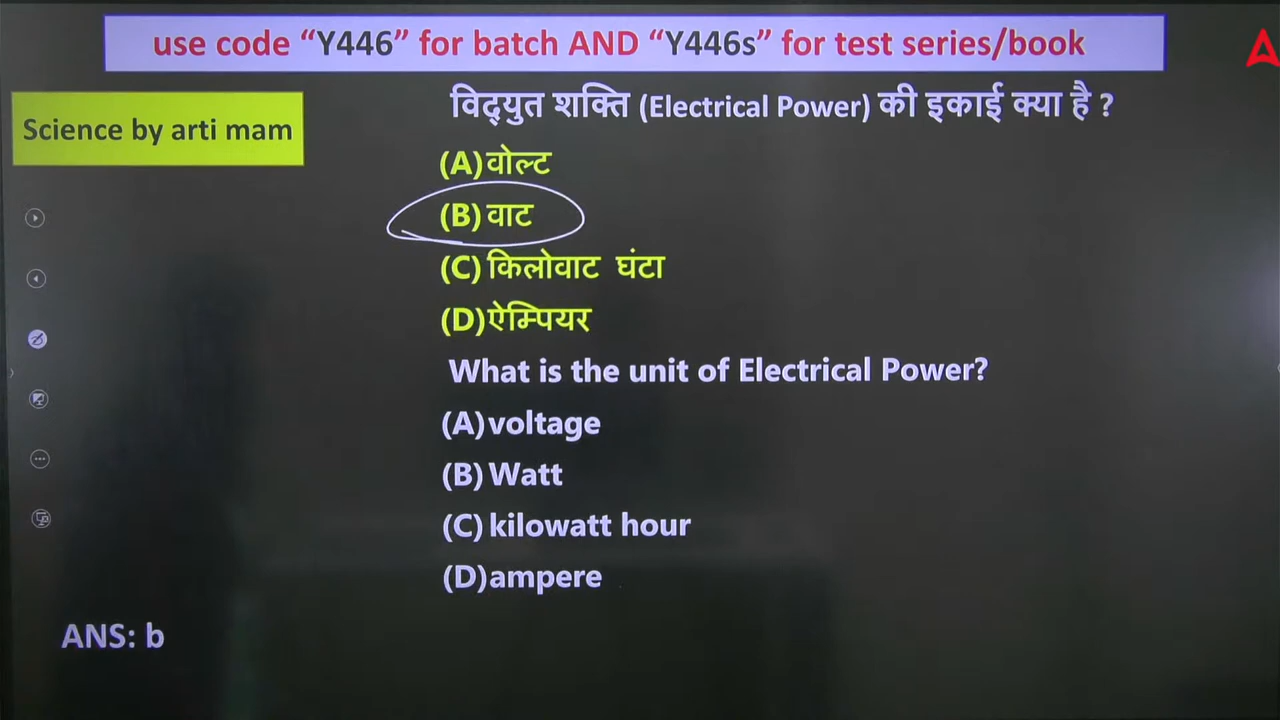 use code “Y446” for batch AND “Y446s” for test series/book
Science by arti mam
विद्युत शक्ति (Electrical Power) की इकाई क्या है ?
(A) वोल्ट
(B) वाट
(C) किलोवाट घंटा
(D) ऐम्पियर
What is the unit of Electrical Power?
(A) voltage
(B) Watt
(C) kilowatt hour
(D) ampere
ANS: b